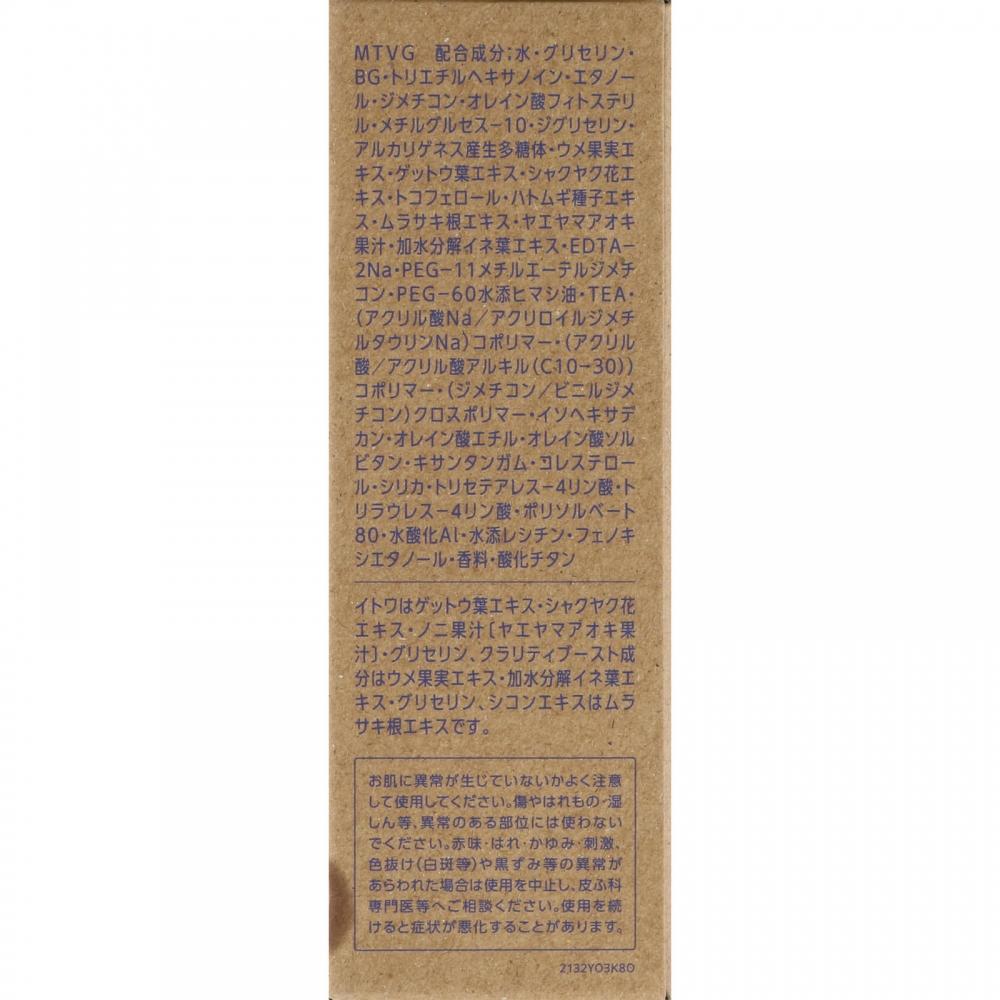 MTVG　配合成分；水・グリセリン・
BG・トリエチルヘキサノイン・エタノー
ル・ジメチコン・オレイン酸フィトステリ
ル・メチルグルセス−10・ジグリセリン・
アルカリゲネス産生多糖体・ウメ果実エ
キス・ゲットウ葉エキス・シャクヤク花エ
キス・トコフェロール・ハトムギ種子エキ
ス・ムラサキ根エキス・ヤエヤマアオキ
果汁・加水分解イネ葉エキス・EDTA−
2Na・PEG−11メチルエーテルジメチ
コン・PEG−60水添ヒマシ油・TEA・
（アクリル酸Na／アクリロイルジメチ
ルタウリンNa）コポリマー・（アクリル
酸／アクリル酸アルキル（C10→30））
コポリマー・（ジメチコン／ビニルジメ
チコン）クロスポリマー・イソヘキサデ
カン・オレイン酸エチル・オレイン酸ソル
ビタン・キサンタンガム・コレステロー
ル・シリカ・トリセテアレス−4リン酸・ト
リラウレス−4リン酸・ポリソルベート
80・水酸化Al・水添レシチン・フェノキ
シエタノール・香料・酸化チタン
イトワはゲットウ葉エキス・シャクヤク花
エキス・ノニ果汁［ヤエヤマアオキ果
汁］・グリセリン、クラリティブースト成
分はウメ果実エキス・加水分解イネ葉エ
キス・グリセリン、シコンエキスはムラ
サキ根エキスです。
お肌に異常が生じていないかよく注意
して使用してください。傷やはれもの・湿
しん等、異常のある部位には使わない
でください。赤味・はれ・かゆみ・刺激、
色抜け（白斑等）や黒ずみ等の異常が
あらわれた場合は使用を中止し、皮ふ科
専門医等へご相談ください。使用を続
けると症状が悪化することがあります。
2132Y03K80